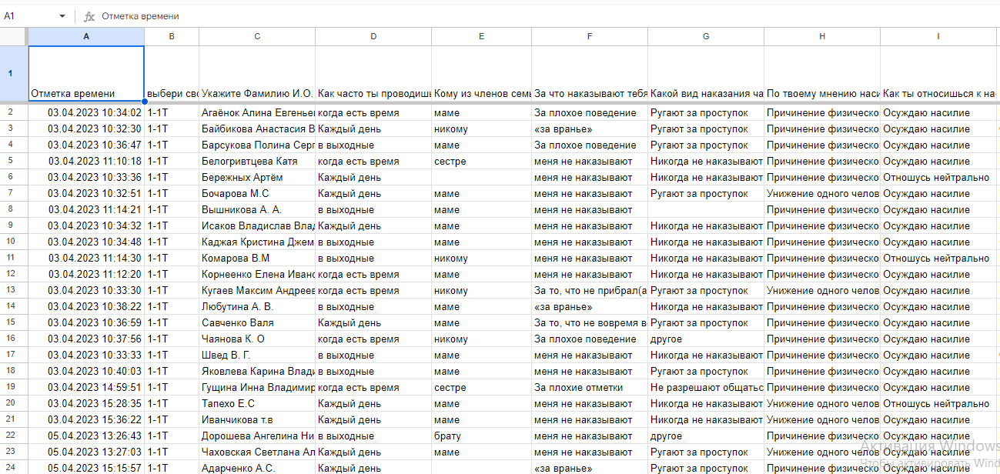 A1 fx Отметка времени
A B C D E F G H I
1 Отметка времени выбери сво Укажите Фамилию И.О. Как часто ты проводишь Кому из членов семь За что наказывают тебя Какой вид наказания ча По твоему мнению наси Как ты относишься к на
2 03.04.2023 10:34:02 1-1Т Агаёнок Алина Евгеньев когда есть время маме За плохое поведение Ругают за проступок Причинение физическо Осуждаю насилие
3 03.04.2023 10:32:30 1-1Т Байбикова Анастасия В Каждый день никому «за вранье» Ругают за проступок Причинение физическо Осуждаю насилие
4 03.04.2023 10:36:47 1-1Т Барсукова Полина Серг в выходные маме За плохое поведение Ругают за проступок Причинение физическо Осуждаю насилие
5 03.04.2023 11:10:18 1-1Т Белогривтцева Катя когда есть время сестре меня не наказывают Никогда не наказывают Причинение физическо Осуждаю насилие
6 03.04.2023 10:33:36 1-1Т Бережных Артём Каждый день меня не наказывают Никогда не наказывают Причинение физическо Отношусь нейтрально
7 03.04.2023 10:32:51 1-1Т Бочарова М.С Каждый день маме меня не наказывают Ругают за проступок Унижение одного челов Осуждаю насилие
8 03.04.2023 11:14:21 1-1Т Вышникова А. А. в выходные маме меня не наказывают Причинение физическо Осуждаю насилие
9 03.04.2023 10:34:32 1-1Т Исаков Владислав Влад Каждый день маме меня не наказывают Никогда не наказывают Причинение физическо Осуждаю насилие
10 03.04.2023 10:34:48 1-1Т Каджая Кристина Джем в выходные маме меня не наказывают Никогда не наказывают Причинение физическо Осуждаю насилие
11 03.04.2023 11:14:30 1-1Т Комарова В.М в выходные никому меня не наказывают Никогда не наказывают Причинение физическо Отношусь нейтрально
12 03.04.2023 11:12:20 1-1Т Корнеенко Елена Ивано когда есть время маме меня не наказывают Никогда не наказывают Причинение физическо Осуждаю насилие
13 03.04.2023 10:33:30 1-1Т Кугаев Максим Андреев когда есть время никому За то, что не прибрал(а Ругают за проступок Унижение одного челов Осуждаю насилие
14 03.04.2023 10:38:22 1-1Т Любутина А. В. в выходные маме «за вранье» Никогда не наказывают Причинение физическо Осуждаю насилие
15 03.04.2023 10:36:59 1-1Т Савченко Валя Каждый день маме За то, что не вовремя в Ругают за проступок Причинение физическо Осуждаю насилие
16 03.04.2023 10:37:56 1-1Т Чаянова К. О когда есть время никому За плохое поведение другое Причинение физическо Осуждаю насилие
17 03.04.2023 10:33:33 1-1Т Швед В. Г. в выходные маме меня не наказывают Никогда не наказывают Причинение физическо Осуждаю насилие
18 03.04.2023 10:40:03 1-1Т Яковлева Карина Влади в выходные маме меня не наказывают Ругают за проступок Причинение физическо Осуждаю насилие
19 03.04.2023 14:59:51 1-1Т Гущина Инна Владимир когда есть время сестре За плохие отметки Не разрешают общатьс Причинение физическо Осуждаю насилие
20 03.04.2023 15:28:35 1-1Т Тапехо Е.С Каждый день маме меня не наказывают Никогда не наказывают Унижение одного челов Отношусь нейтрально
21 03.04.2023 15:36:22 1-1Т Иванчикова т.в Каждый день маме меня не наказывают Никогда не наказывают Унижение одного челов Осуждаю насилие
22 05.04.2023 13:26:43 1-1Т Дорошева Ангелина Ни в выходные брату меня не наказывают другое Причинение физическо Осуждаю насилие
23 05.04.2023 13:27:03 1-1Т Чаховская Светлана Ал Каждый день маме меня не наказывают Ругают за проступок Унижение одного челов Осуждаю насилие
24 05.04.2023 15:15:57 1-1Т Адарченко А.С. Каждый день «за вранье» Ругают за проступок Причинение физическо Осуждаю насилие
Активация Windows
Чтобы активировать Wind